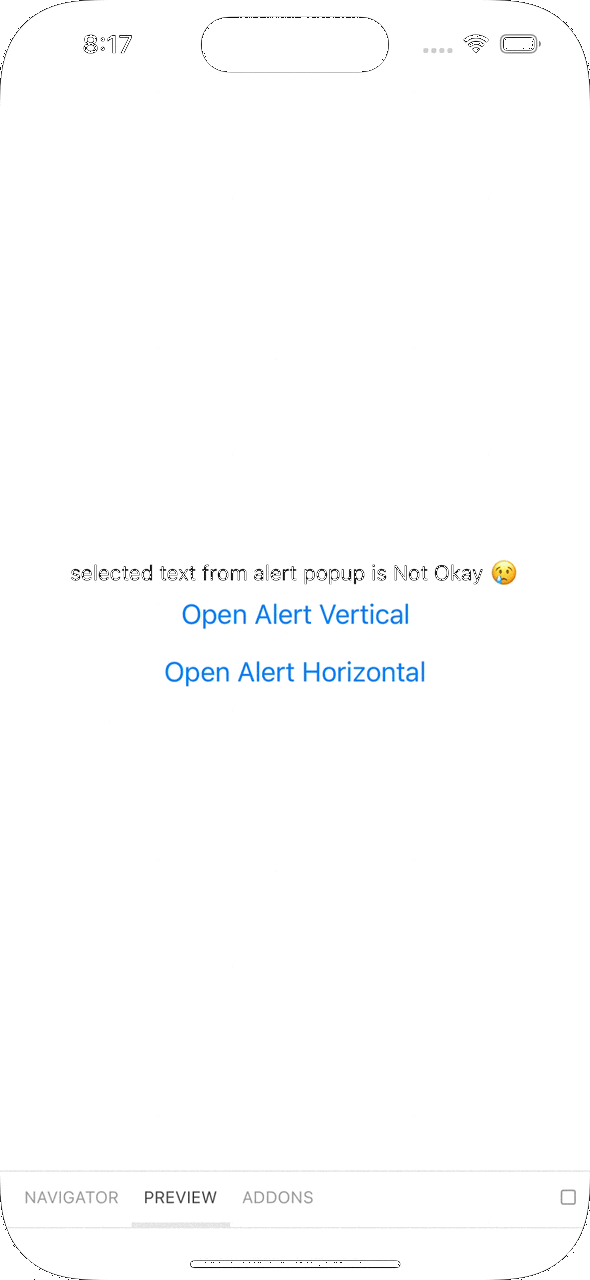 8:17
selected text from alert popup is Not Okay 😢
Open Alert Vertical
Open Alert Horizontal
NAVIGATOR PREVIEW ADDONS